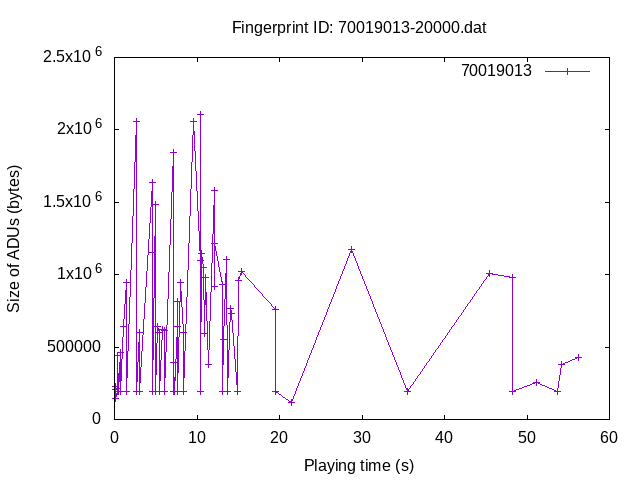 Fingerprint ID: 70019013-20000.dat
70019013
2.5x10 6
2x10 6
1.5x10 6
1x10 6
500000
0
Size of ADUs (bytes)
0 10 20 30 40 50 60
Playing time (s)